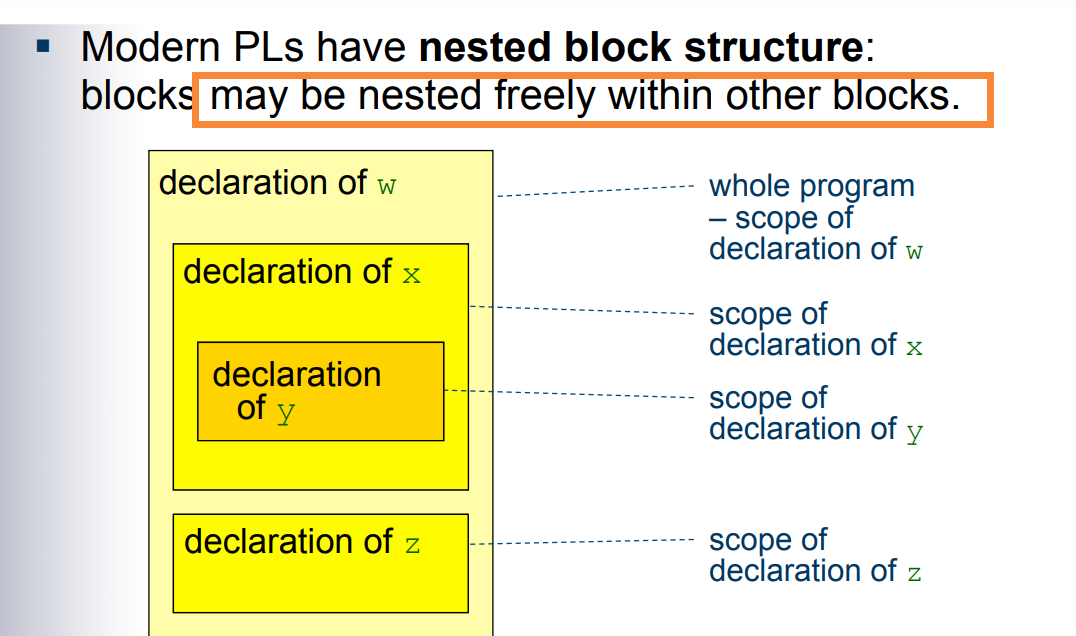 ▪ Modern PLs have nested block structure:
blocks may be nested freely within other blocks.
declaration of w
whole program
– scope of
declaration of w
declaration of x
scope of
declaration of x
declaration
of y
scope of
declaration of y
declaration of z
scope of
declaration of z